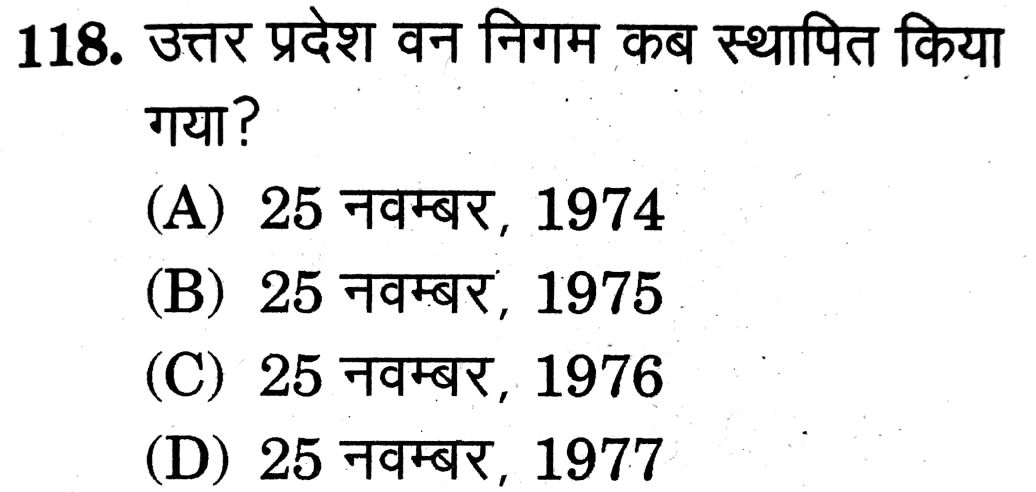 118. उत्तर प्रदेश वन निगम कब स्थापित किया
गया?
(A) 25 नवम्बर, 1974
(B) 25 नवम्बर, 1975
(C) 25 नवम्बर, 1976
(D) 25 नवम्बर, 1977